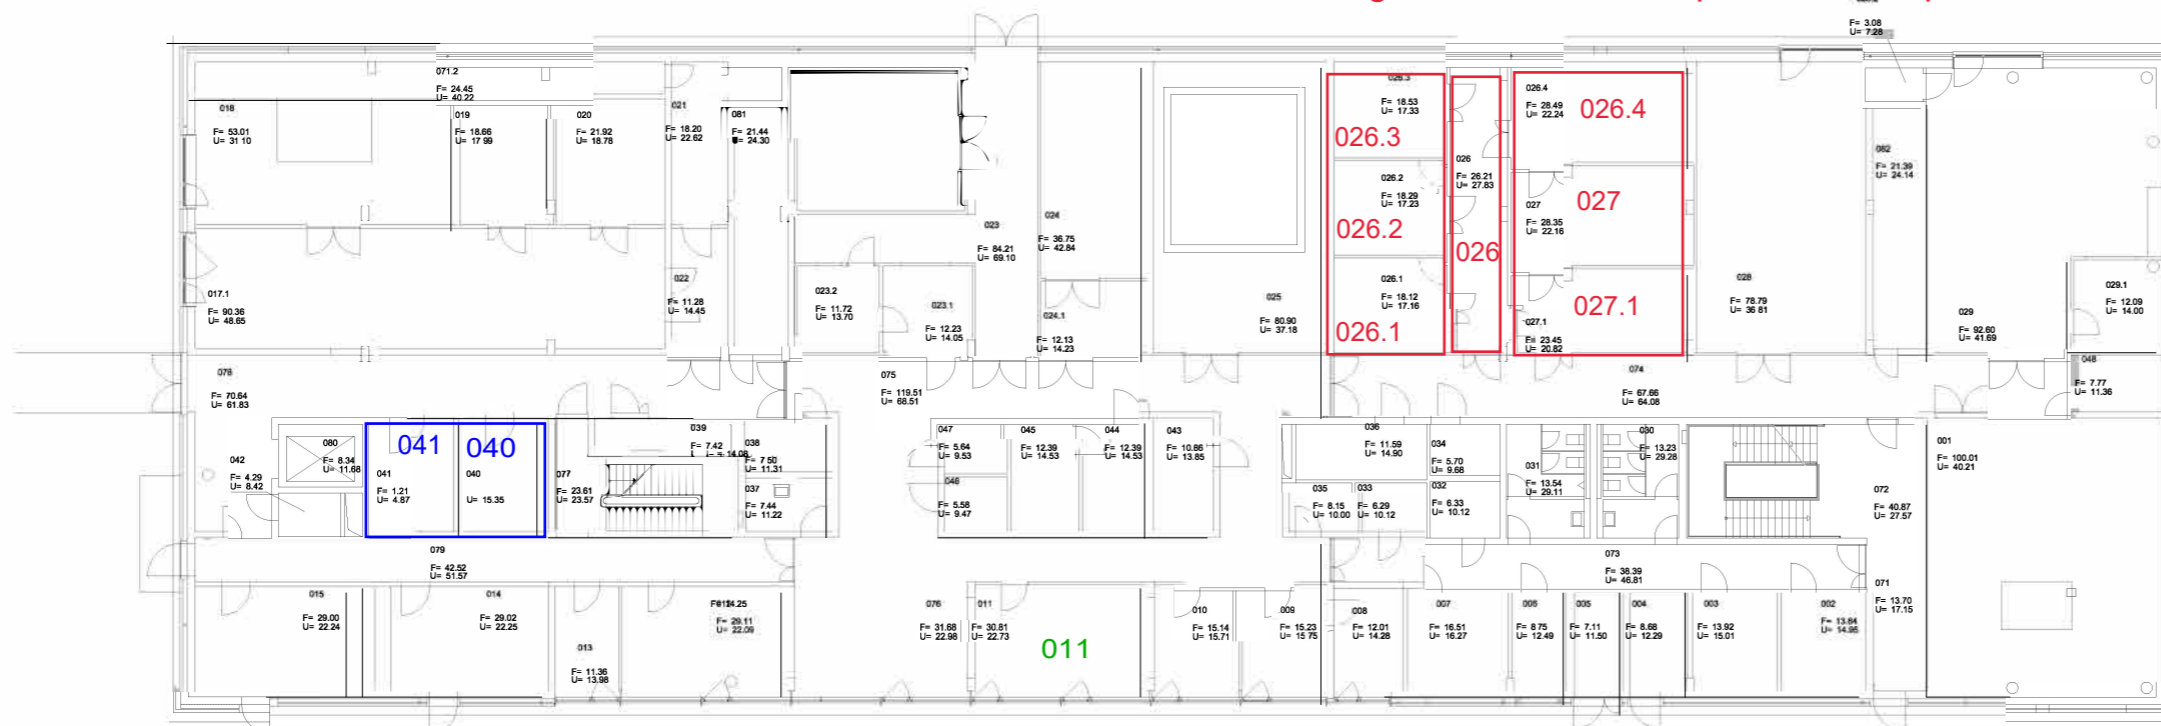 F= 3.08
U= 7.28
071.2
F= 24.45
U= 40.22
018
F= 53.01
U= 31 10
019
F= 18.66
U= 17 99
020
F= 21.92
U= 18.78
021
F= 18.20
U= 22.62
081
F= 21.44
U= 24.30
022
F= 11.28
U= 14.45
017.1
F= 90.36
U= 48.65
023
F= 84.21
U= 69.10
023.2
F= 11.72
U= 13.70
023.1
F= 12.23
U= 14.05
024
F= 36.75
U= 42.84
024.1
F= 12.13
U= 14.23
025
F= 80.90
U= 37.18
026.3
F= 18.53
U= 17.33
026.3
026.2
F= 18.29
U= 17.23
026.2
026.1
F= 18.12
U= 17.16
026.1
026
F= 26.21
U= 27.83
026
026.4
F= 28.49
U= 22.24
026.4
027
F= 28.35
U= 22.16
027
027.1
F= 23.45
U= 20.82
027.1
028
F= 78.79
U= 36 81
082
F= 21.39
U= 24.14
029
F= 92.60
U= 41.69
029.1
F= 12.09
U= 14.00
048
F= 7.77
U= 11.36
078
F= 70.64
U= 61.83
075
F= 119.51
U= 68.51
074
F= 67.66
U= 64.08
042
F= 4.29
U= 8.42
080
F= 8.34
U= 11.68
041
041
F= 1.21
U= 4.87
040
040
U= 15.35
077
F= 23.61
U= 23.57
039
F= 7.42
038
F= 7 50
U= 11.31
037
F= 7.44
U= 11.22
047
F= 5.64
U= 9.53
046
F= 5.58
U= 9.47
045
F= 12.39
U= 14.53
044
F= 12.39
U= 14.53
043
F= 10.86
U= 13.85
036
F= 11.59
U= 14.90
034
F= 5.70
U= 9.68
035
F= 8.15
U= 10.00
033
F= 6.29
U= 10.12
032
F= 6.33
U= 10.12
031
F= 13.54
U= 29.11
030
F= 13.23
U= 29.28
072
F= 40.87
U= 27.57
001
F= 100.01
U= 40.21
079
F= 42.52
U= 51.57
073
F= 38.39
U= 46.81
071
F= 13.70
U= 17.15
015
F= 29.00
U= 22.24
014
F= 29.02
U= 22.25
013
F= 11.36
U= 13.98
F= 29.11
U= 22.09
076
F= 31.68
U= 22.98
011
F= 30.81
U= 22.73
011
010
F= 15.14
U= 15.71
009
F= 15.23
U= 15 75
008
F= 12.01
U= 14.28
007
F= 16.51
U= 16.27
006
F= 8 75
U= 12.49
005
F= 7.11
U= 11.50
004
F= 8.68
U= 12.29
003
F= 13.92
U= 15.01
002
F= 13.84
U= 14.95